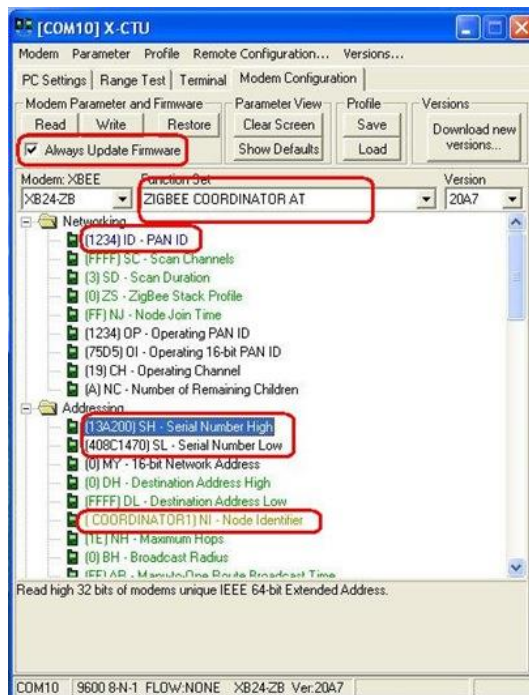 [COM10] X-CTU
Modem Parameter Profile Remote Configuration... Versions...
PC Settings Range Test Terminal Modem Configuration
Modem Parameter and Firmware Parameter View Profile Versions
Read Write Restore Clear Screen Save Download new versions...
Always Update Firmware Show Defaults Load
Modem: XBEE Function Set Version
XB24-ZB ZIGBEE COORDINATOR AT 20A7
Networking
(1234) ID - PAN ID
(FFFF) SC - Scan Channels
(3) SD - Scan Duration
(0) ZS - ZigBee Stack Profile
(FF) NJ - Node Join Time
(1234) OP - Operating PAN ID
(75D5) OI - Operating 16-bit PAN ID
(19) CH - Operating Channel
(A) NC - Number of Remaining Children
Addressing
(13A200) SH - Serial Number High
(408C1470) SL - Serial Number Low
(0) MY - 16-bit Network Address
(0) DH - Destination Address High
(FFFF) DL - Destination Address Low
( COORDINATOR1) NI - Node Identifier
(1E) NH - Maximum Hops
(0) BH - Broadcast Radius
(FF) AR - Many-to-One Route Broadcast Time
Read high 32 bits of modems unique IEEE 64-bit Extended Address.
COM10 9600 8-N-1 FLOW:NONE XB24-ZB Ver:20A7